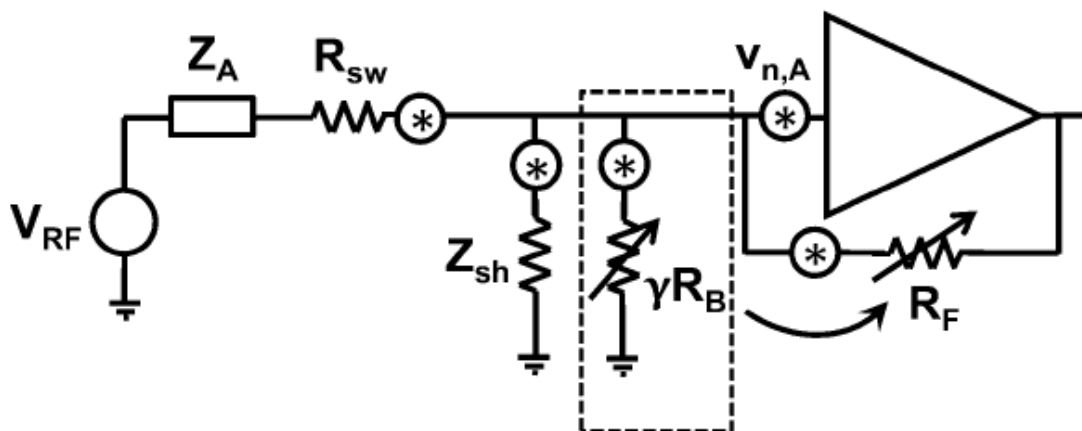 Z_A
R_sw
v_n,A
V_RF
Z_sh
γR_B
R_F